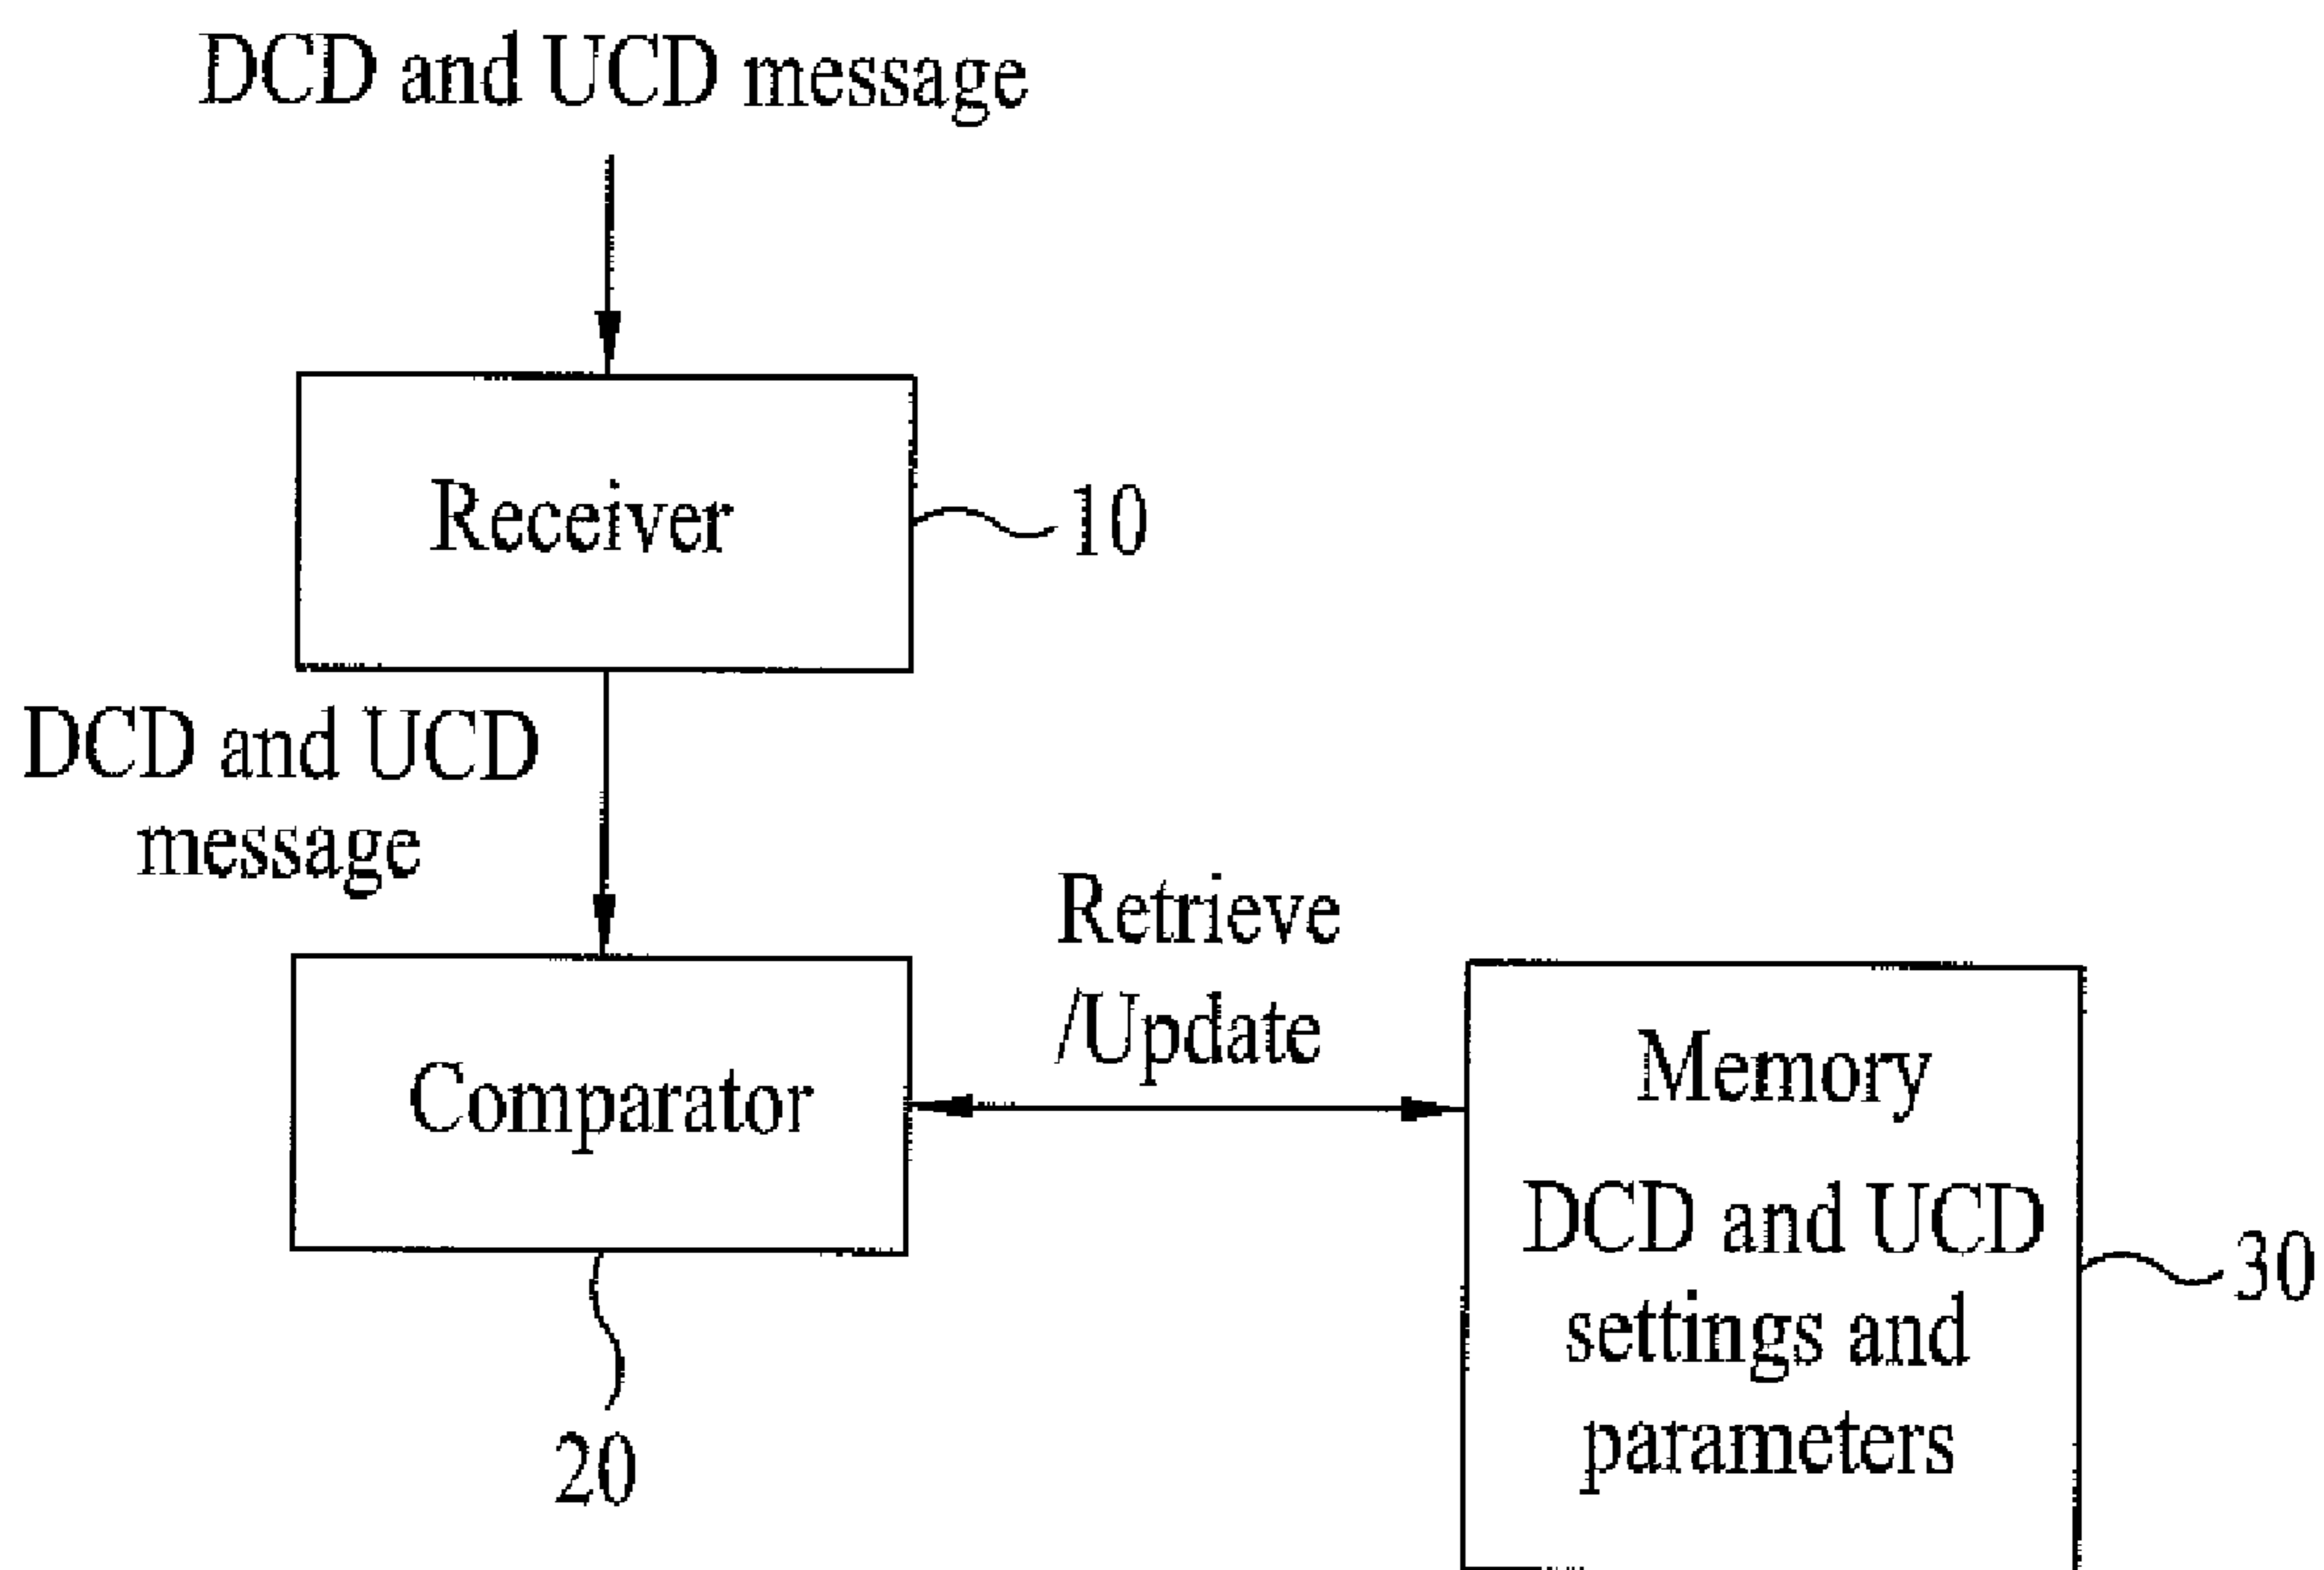 DCD and UCD message
Receiver
10
DCD and UCD
message
Retrieve
/Update
Comparator
20
Memory
DCD and UCD
settings and
parameters
30